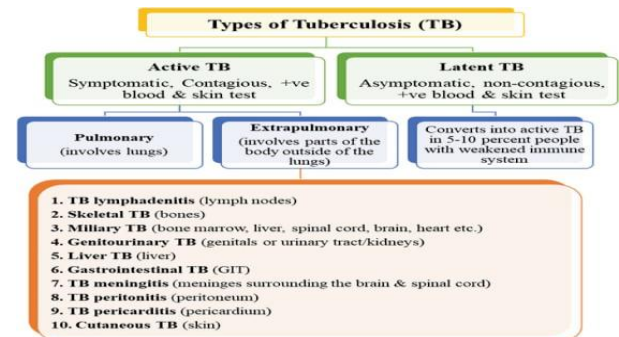 Types of Tuberculosis (TB)
Active TB
Symptomatic, Contagious, +ve
blood & skin test
Latent TB
Asymptomatic, non-contagious,
+ve blood & skin test
Pulmonary
(involves lungs)
Extrapulmonary
(involves parts of the
body outside of the
lungs)
Converts into active TB
in 5-10 percent people
with weakened immune
system
1. TB lymphadenitis (lymph nodes)
2. Skeletal TB (bones)
3. Miliary TB (bone marrow, liver, spinal cord, brain, heart etc.)
4. Genitourinary TB (genitals or urinary tract/kidneys)
5. Liver TB (liver)
6. Gastrointestinal TB (GIT)
7. TB meningitis (meninges surrounding the brain & spinal cord)
8. TB peritonitis (peritoneum)
9. TB pericarditis (pericardium)
10. Cutaneous TB (skin)